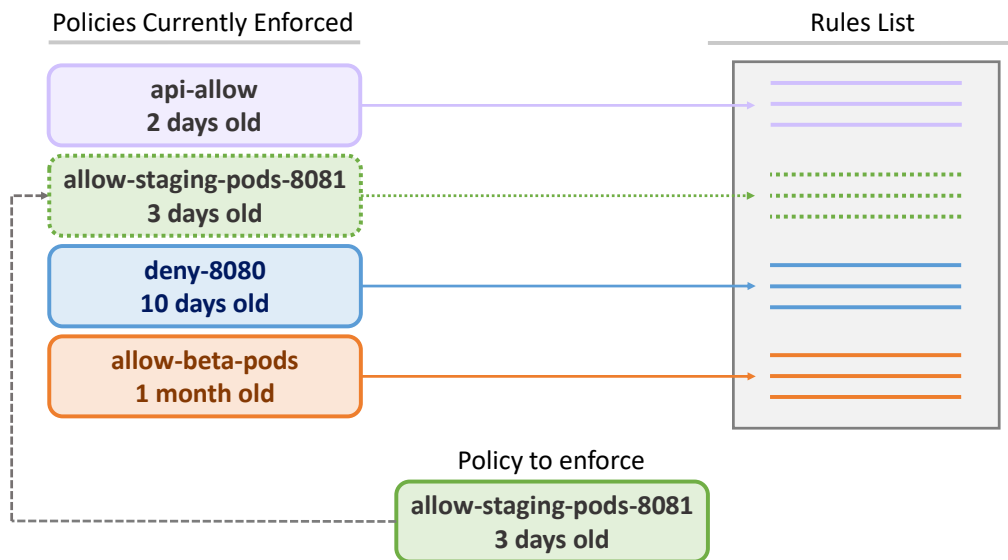 Policies Currently Enforced
Rules List
api-allow
2 days old
allow-staging-pods-8081
3 days old
deny-8080
10 days old
allow-beta-pods
1 month old
Policy to enforce
allow-staging-pods-8081
3 days old